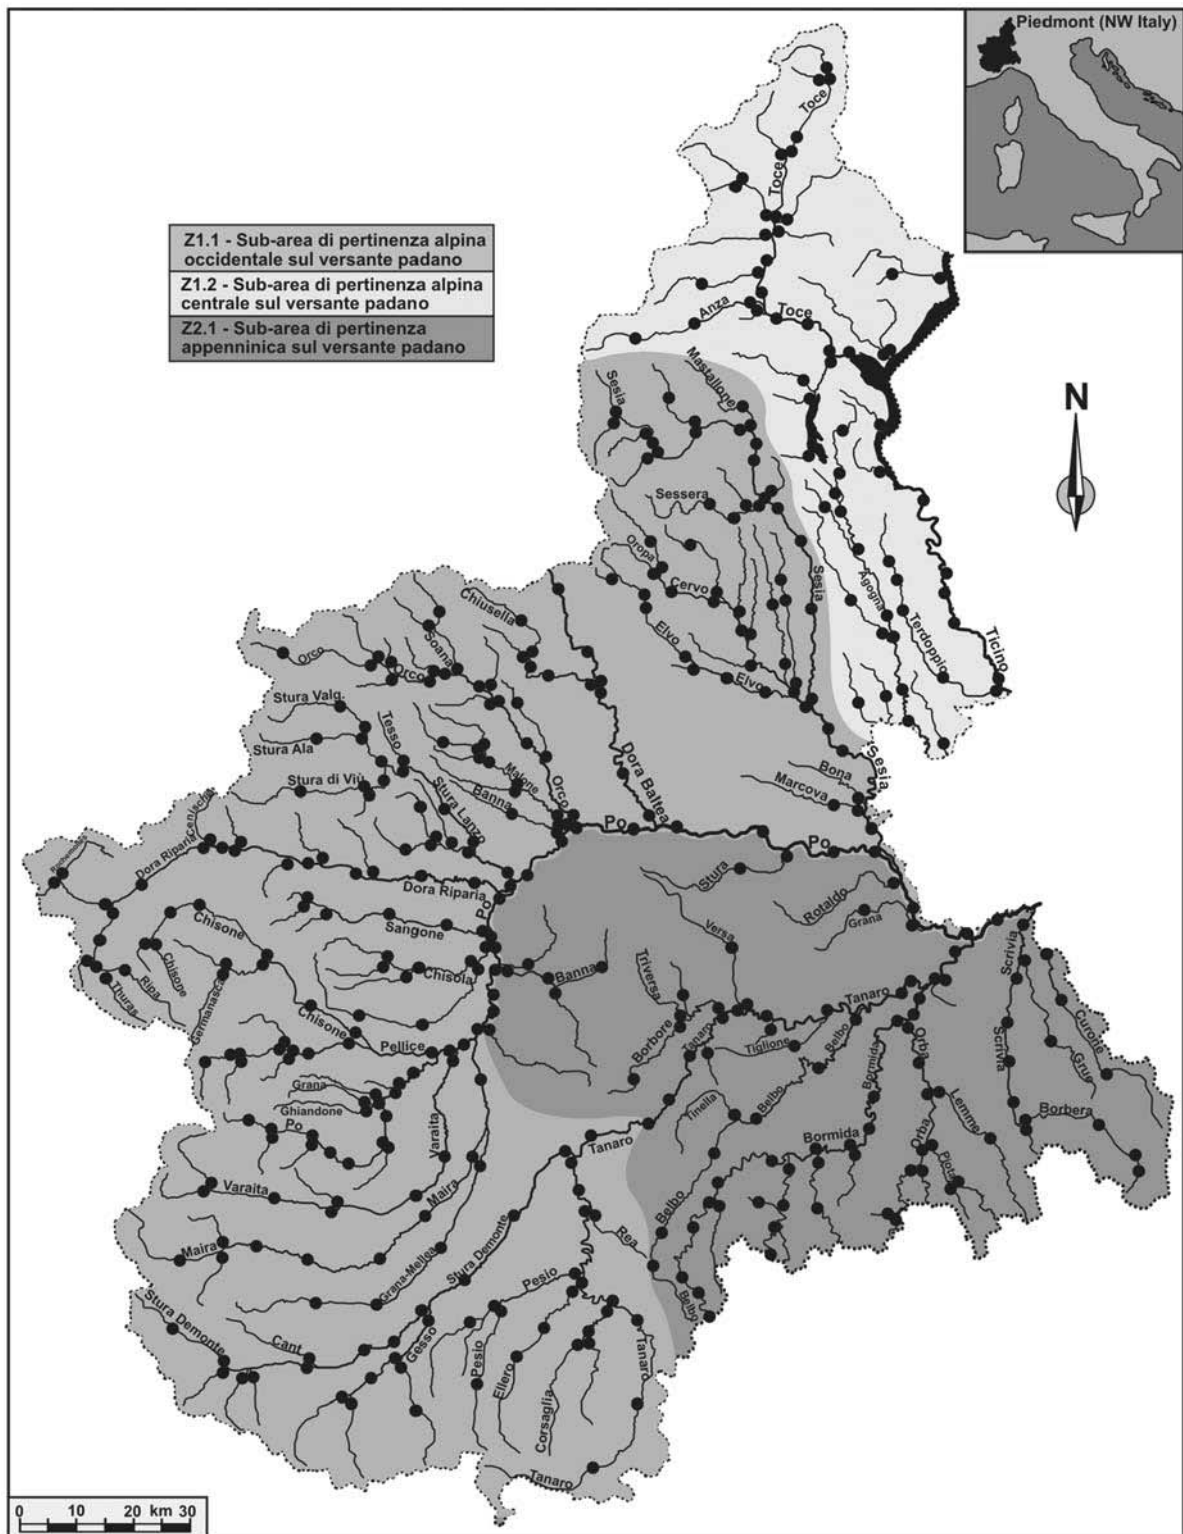 Piedmont (NW Italy)
Toce
Toce
Z1.1 - Sub-area di pertinenza alpina
occidentale sul versante padano
Z1.2 - Sub-area di pertinenza alpina
centrale sul versante padano
Z2.1 - Sub-area di pertinenza
appenninica sul versante padano
Anza
Toce
Mastallone
Sesia
N
Sessera
Oropa
Cervo
Sesia
Agogna
Terdoppio
Ticino
Chiusella
Elvo
Elvo
Orco
Soana
Orco
Stura Valg.
Tesso
Stura Ala
Stura di Viù
Malone
Banna
Stura Lanzo
Orco
Dora Baltea
Bona
Marcova
Sesia
Po
Po
Dora Riparia
Dora Riparia
Po
Stura
Rotaldo
Grana
Versa
Chisone
Sangone
Chisola
Banna
Triversa
Chisone
Ripa
Thuras
Germanasca
Chisone
Pellice
Borbore
Tanaro
Tiglione
Tanaro
Belbo
Scrivia
Curone
Grue
Scrivia
Borbera
Orba
Bormida
Lemme
Grana
Ghiandone
Po
Varaita
Tinella
Belbo
Bormida
Orba
Piota
Tanaro
Varaita
Maira
Maira
Grana-Mellea
Stura Demonte
Rea
Belbo
Belbo
Stura Demonte
Cant
Gesso
Pesio
Pesio
Ellero
Corsaglia
Tanaro
Tanaro
0 10 20 km 30